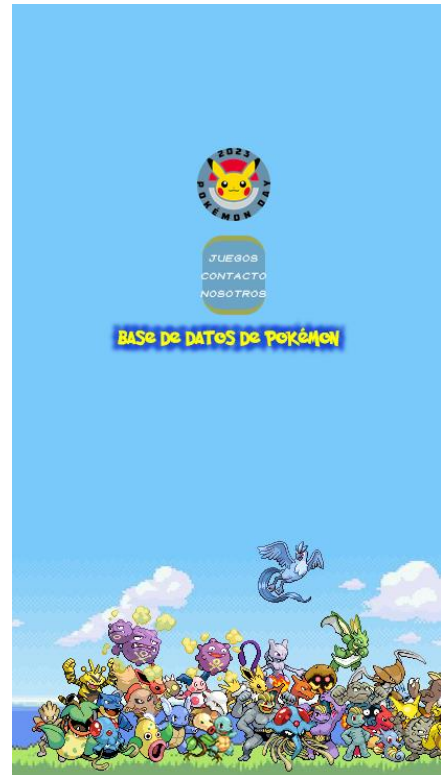 2023
POKÉMON DAY
JUEGOS
CONTACTO
NOSOTROS
BASE DE DATOS DE POKÉMON